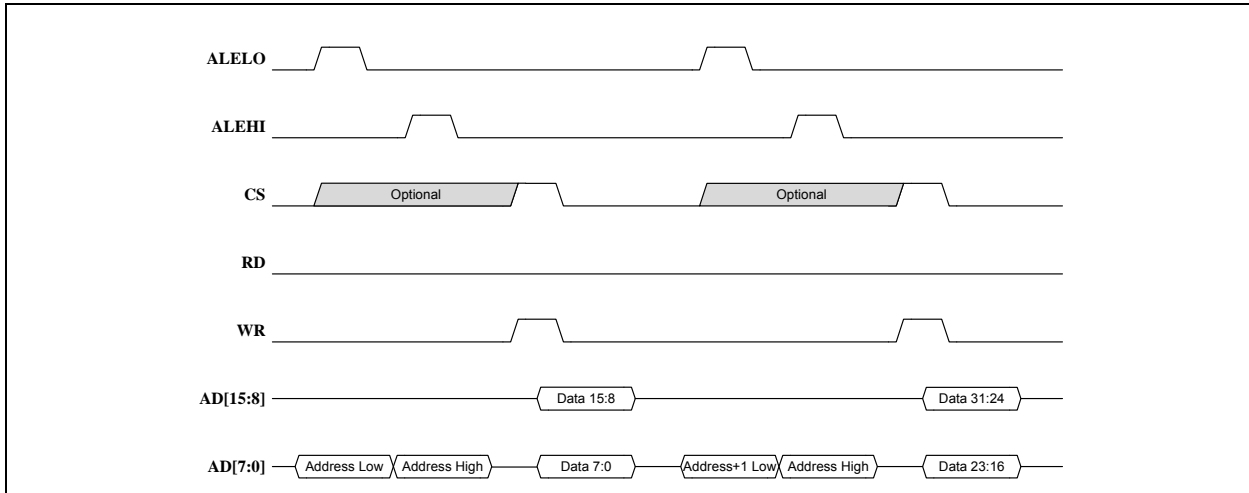 ALELO
ALEHI
CS Optional Optional
RD
WR
AD[15:8] Data 15:8 Data 31:24
AD[7:0] Address Low Address High Data 7:0 Address+1 Low Address High Data 23:16